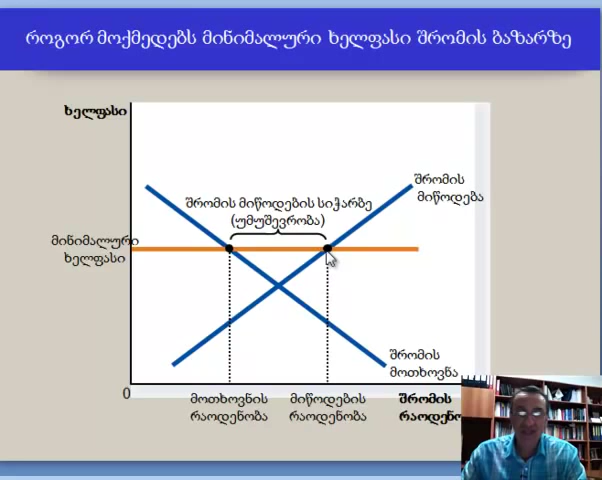 როგორ მოქმედებს მინიმალური ხელფასი შრომის ბაზარზე
ხელფასი
შრომის
მიწოდება
შრომის მიწოდების სიჭარბე
(უმუშევრობა)
მინიმალური
ხელფასი
შრომის
მოთხოვნა
0
მოთხოვნის
რაოდენობა
მიწოდების
რაოდენობა
შრომის